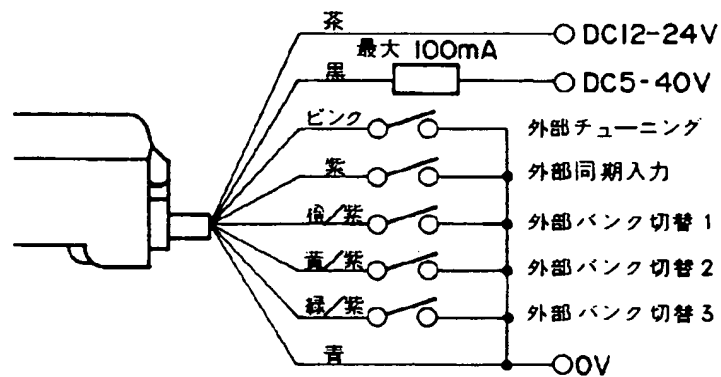 茶 DC12-24V
最大 100mA
黒 DC5-40V
ピンク 外部チューニング
紫 外部同期入力
橙/紫 外部バンク切替1
黄/紫 外部バンク切替2
緑/紫 外部バンク切替3
青 0V